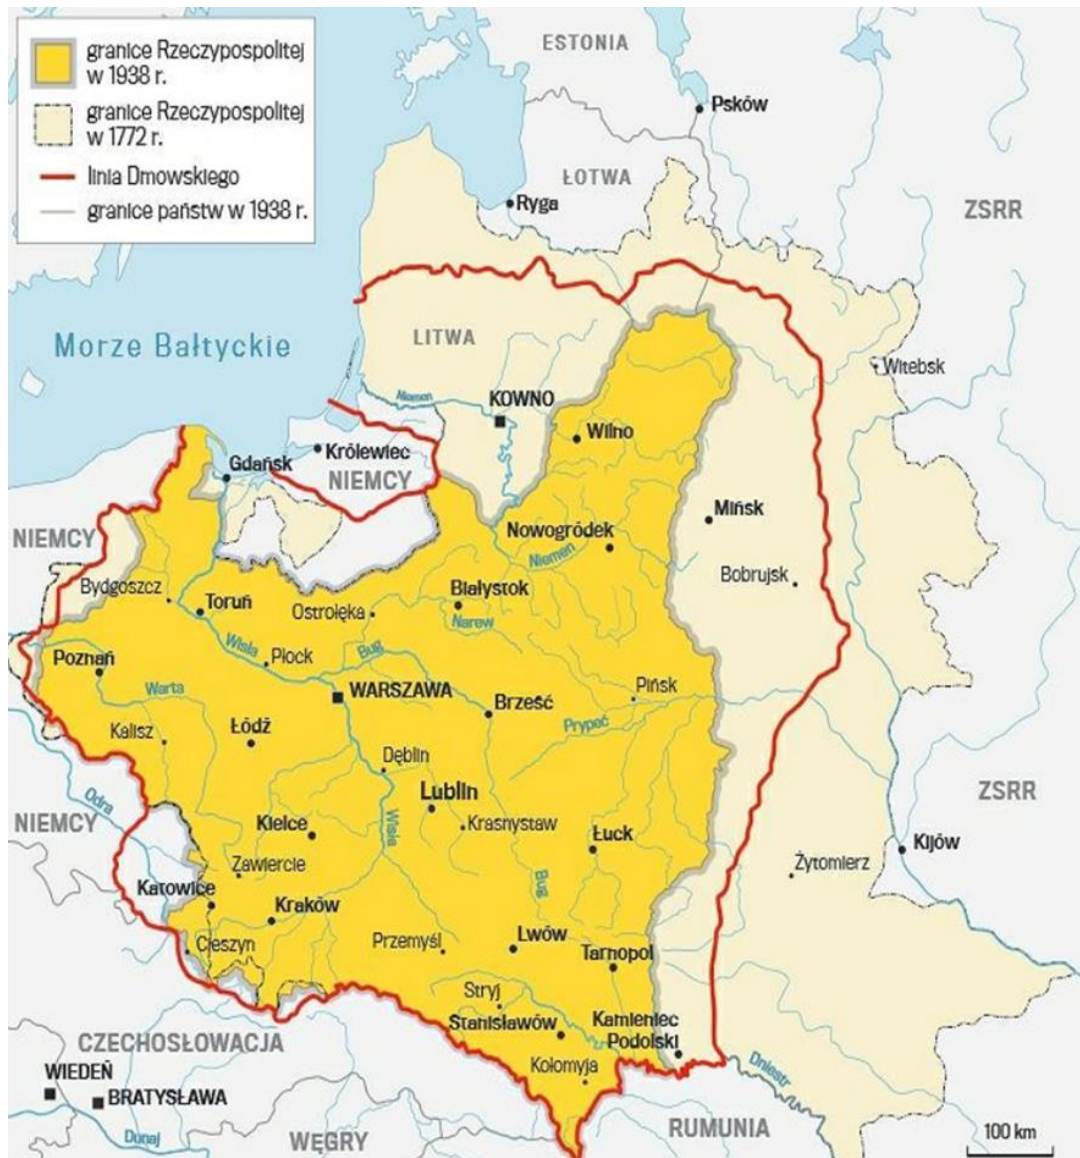 granice Rzeczypospolitej
w 1938 r.
granice Rzeczypospolitej
w 1772 r.
linia Dmowskiego
granice państw w 1938 r.
ESTONIA
Psków
ŁOTWA
Ryga
ZSRR
Morze Bałtyckie
LITWA
Witebsk
Niemen
KOWNO
Wilno
Królewiec
Gdańsk
NIEMCY
Mińsk
NIEMCY
Nowogródek
Niemen
Bydgoszcz
Bobrujsk
Toruń
Ostrołęka
Białystok
Narew
Wisła
Płock
Bug
Poznań
WARSZAWA
Pińsk
Warta
Brześć
Prypeć
Kalisz
Łódź
Dęblin
Odra
Lublin
ZSRR
NIEMCY
Kielce
Wisła
Krasnystaw
Łuck
Kijów
Zawiercie
Żytomierz
Bug
Katowice
Kraków
Cieszyn
Przemyśl
Lwów
Tarnopol
Stryj
Stanisławów
Kamieniec
Podolski
CZECHOSŁOWACJA
Kołomyja
Dniestr
WIEDEŃ
BRATYSŁAWA
Dunaj
WĘGRY
RUMUNIA
100 km